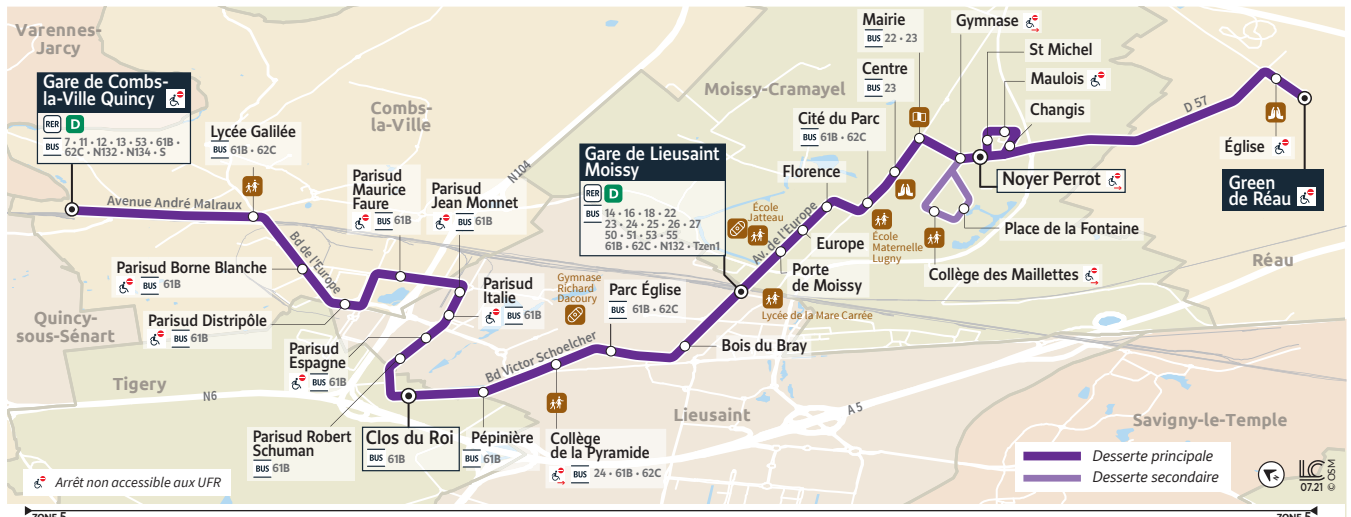 Varennes-
Jarcy
Gare de Combs-
la-Ville Quincy
RER D
BUS 7 • 11 • 12 • 13 • 53 • 61B •
62C • N132 • N134 • S
Lycée Galilée
BUS 61B • 62C
Combs-
la-Ville
N104
Avenue André Malraux
Bd de l'Europe
Parisud
Maurice
Faure
BUS 61B
Parisud
Jean Monnet
BUS 61B
Parisud Borne Blanche
BUS 61B
Parisud Distripôle
BUS 61B
Quincy-
sous-Sénart
Tigery
N6
Parisud
Italie
BUS 61B
Parisud
Espagne
BUS 61B
Parisud Robert
Schuman
BUS 61B
Clos du Roi
BUS 61B
Pépinière
BUS 61B
Bd Victor Schoelcher
Gymnase
Richard
Dacoury
Collège
de la Pyramide
BUS 24 • 61B • 62C
Parc Église
BUS 61B • 62C
Bois du Bray
Gare de Lieusaint
Moissy
RER D
BUS 14 • 16 • 18 • 22
23 • 24 • 25 • 26 • 27
50 • 51 • 53 • 55
61B • 62C • N132 • Tzen1
Lycée de la Mare Carrée
École
Jatteau
Av. de l'Europe
Porte
de Moissy
Europe
Florence
Cité du Parc
BUS 61B • 62C
École
Maternelle
Lugny
Moissy-Cramayel
Centre
BUS 23
Mairie
BUS 22 • 23
Gymnase
St Michel
Maulois
Changis
Noyer Perrot
Place de la Fontaine
Collège des Maillettes
D 57
Église
Green
de Réau
Réau
Lieusaint
A 5
Savigny-le-Temple
Desserte principale
Desserte secondaire
LC
07.21
© OSM
Arrêt non accessible aux UFR
ZONE 5
ZONE 5